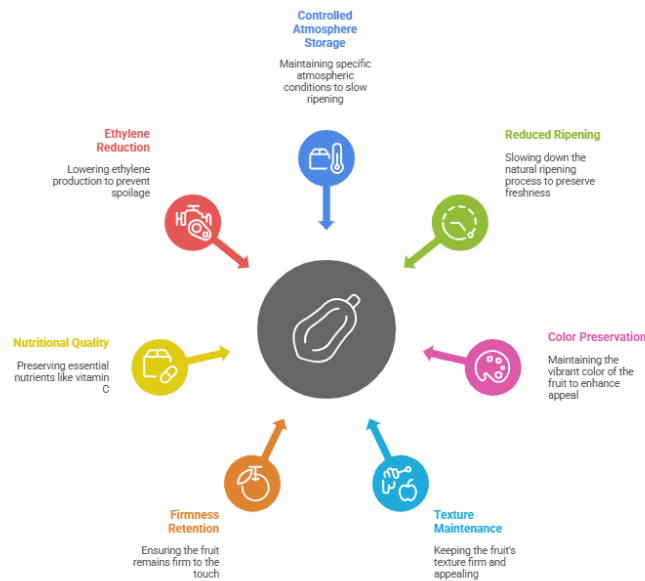 Controlled
Atmosphere
Storage
Maintaining specific
atmospheric
conditions to slow
ripening
Ethylene
Reduction
Lowering ethylene
production to prevent
spoilage
Reduced Ripening
Slowing down the
natural ripening
process to preserve
freshness
Nutritional Quality
Preserving essential
nutrients like vitamin
C
Color Preservation
Maintaining the
vibrant color of the
fruit to enhance
appeal
Firmness
Retention
Ensuring the fruit
remains firm to the
touch
Texture
Maintenance
Keeping the fruit's
texture firm and
appealing